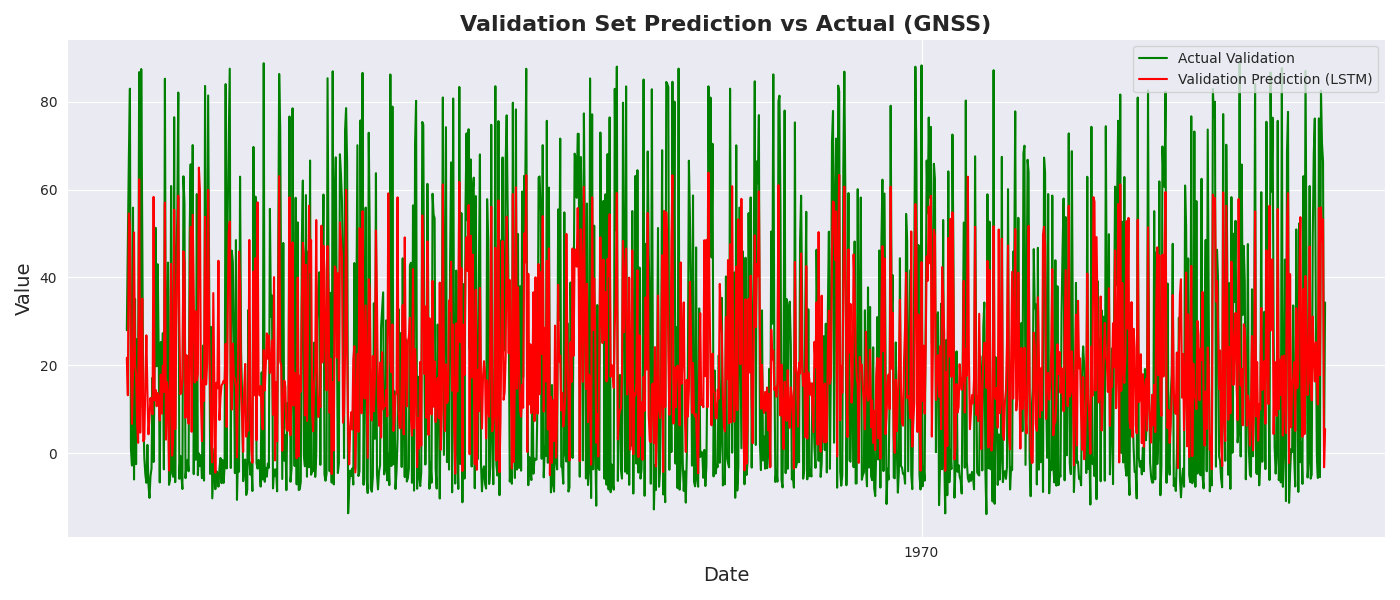 Validation Set Prediction vs Actual (GNSS)
Actual Validation
Validation Prediction (LSTM)
Value
80
60
40
20
0
1970
Date